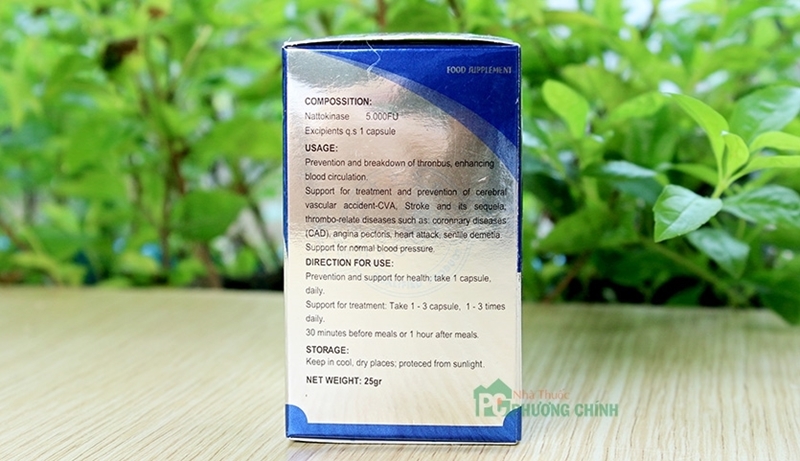 FOOD SUPPLEMENT
COMPOSSITION:
Nattokinase 5.000FU
Excipients q.s 1 capsule
USAGE:
Prevention and breakdown of thronbus, enhancing
blood circulation.
Support for treatment and prevention of cerebral
vascular accident-CVA, Stroke and its sequela,
thrombo-relate diseases such as: coronnary diseases
(CAD), angina pectoris, heart attack, senile demetia
Support for normal blood pressure.
DIRECTION FOR USE:
Prevention and support for health: take 1 capsule,
daily.
Support for treatment: Take 1 - 3 capsule, 1 - 3 times
daily.
30 minutes before meals or 1 hour after meals.
STORAGE:
Keep in cool, dry places; proteced from sunlight.
NET WEIGHT: 25gr
PC Nhà Thuốc
PHƯƠNG CHÍNH